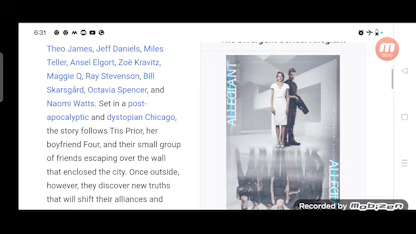 6:31
Theo James, Jeff Daniels, Miles
Teller, Ansel Elgort, Zoë Kravitz,
Maggie Q, Ray Stevenson, Bill
Skarsgård, Octavia Spencer, and
Naomi Watts. Set in a post-
apocalyptic and dystopian Chicago,
the story follows Tris Prior, her
boyfriend Four, and their small group
of friends escaping over the wall
that enclosed the city. Once outside,
however, they discover new truths
that will shift their alliances and
ALLEGIANT
ALLEGIANT
Recorded by MOBIZEN